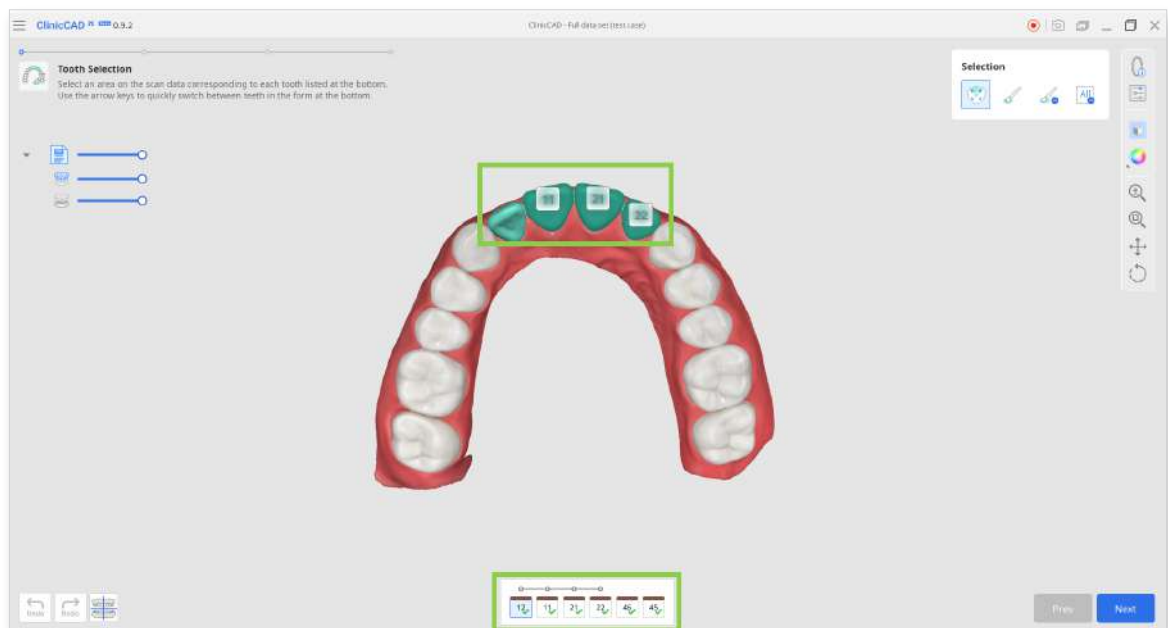 ClinicCAD 0.9.2
ClinicCAD - Full data set (test case)
Tooth Selection
Select an area on the scan data corresponding to each tooth listed at the bottom.
Use the arrow keys to quickly switch between teeth in the form at the bottom.
Selection
All
11 21
22
12 11 21 22 46 45
Undo Redo
Prev Next